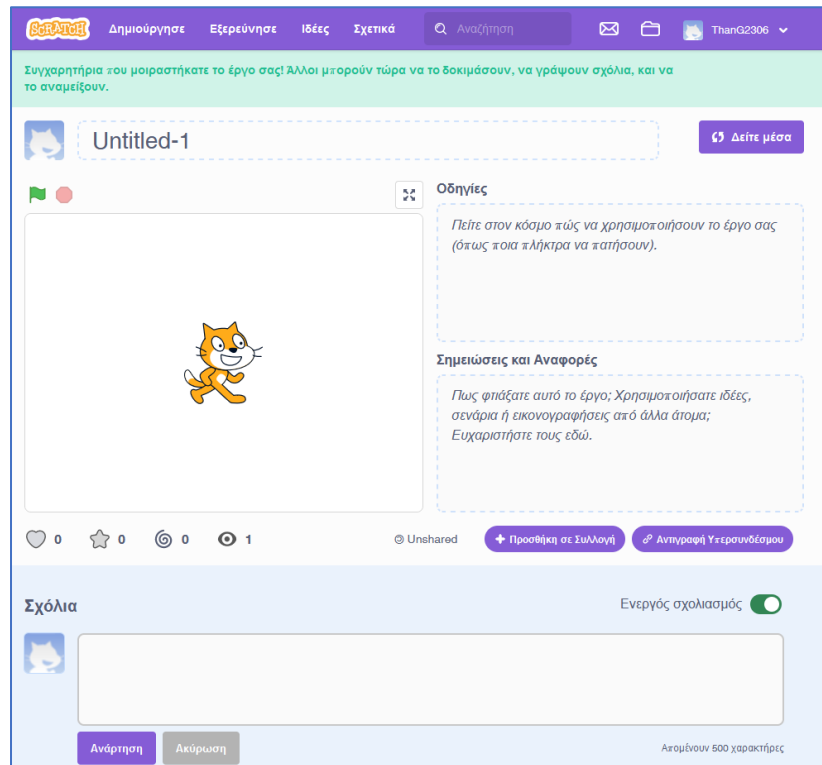 SCRATCH Δημιούργησε Εξερεύνησε Ιδέες Σχετικά Αναζήτηση ThanG2306
Συγχαρητήρια που μοιραστήκατε το έργο σας! Άλλοι μπορούν τώρα να το δοκιμάσουν, να γράψουν σχόλια, και να
το αναμείξουν.
Untitled-1
Δείτε μέσα
Οδηγίες
Πείτε στον κόσμο πώς να χρησιμοποιήσουν το έργο σας
(όπως ποια πλήκτρα να πατήσουν).
Σημειώσεις και Αναφορές
Πως φτιάξατε αυτό το έργο; Χρησιμοποιήσατε ιδέες,
σενάρια ή εικονογραφήσεις από άλλα άτομα;
Ευχαριστήστε τους εδώ.
0 0 0 1 Unshared Προσθήκη σε Συλλογή Αντιγραφή Υπερσυνδέσμου
Σχόλια
Ενεργός σχολιασμός
Ανάρτηση Ακύρωση Απομένουν 500 χαρακτήρες